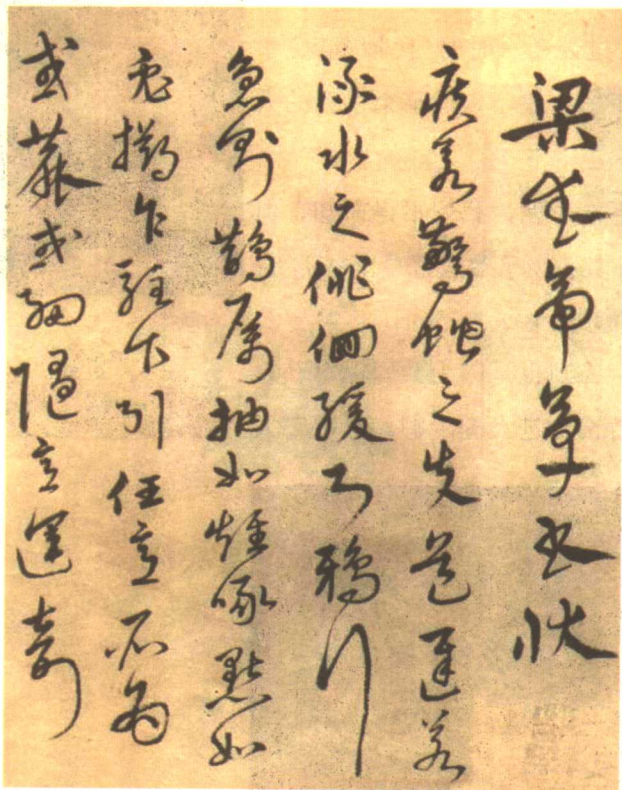 梁武帝草書狀
疾若驚蛇之失道遲若
淥水之徘徊緩則鴉行
急則鵲厲抽如雉啄點如
兔擲乍駐乍引任意所為
或麁或細隨意運奇